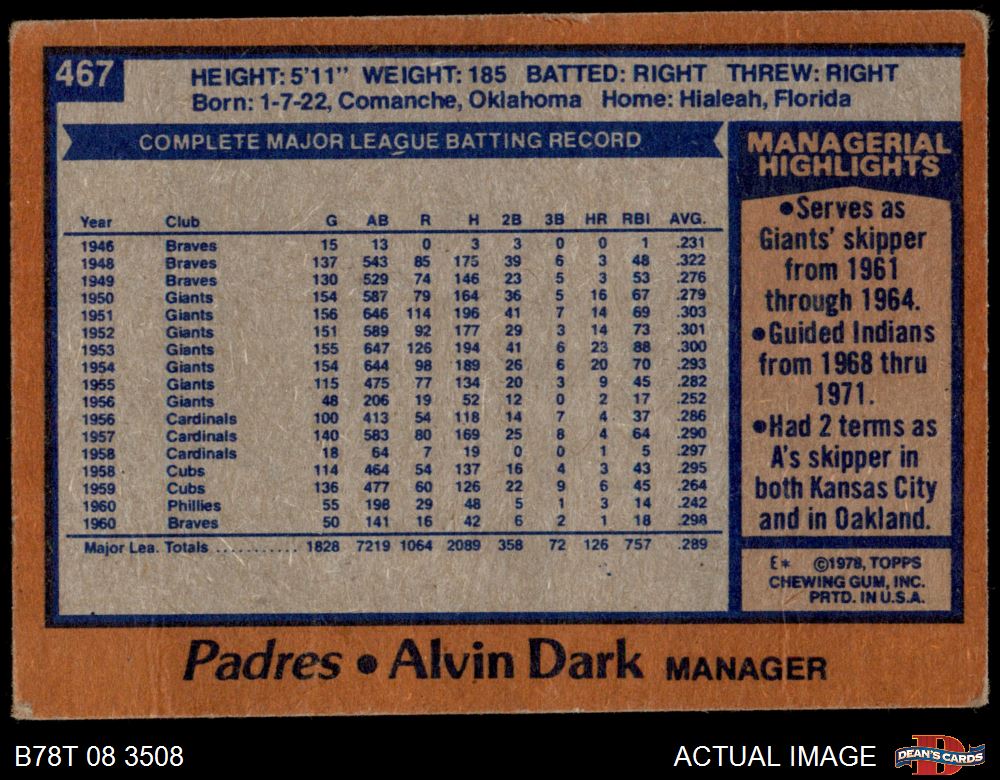 467
HEIGHT: 5'11" WEIGHT: 185 BATTED: RIGHT THREW: RIGHT
Born: 1-7-22, Comanche, Oklahoma Home: Hialeah, Florida
COMPLETE MAJOR LEAGUE BATTING RECORD
Year Club G AB R H 2B 3B HR RBI AVG.
1946 Braves 15 13 0 3 3 0 0 1 .231
1948 Braves 137 543 85 175 39 6 3 48 .322
1949 Braves 130 529 74 146 23 5 3 53 .276
1950 Giants 154 587 79 164 36 5 16 67 .279
1951 Giants 156 646 114 196 41 7 14 69 .303
1952 Giants 151 589 92 177 29 3 14 73 .301
1953 Giants 155 647 126 194 41 6 23 88 .300
1954 Giants 154 644 98 189 26 6 20 70 .293
1955 Giants 115 475 77 134 20 3 9 45 .282
1956 Giants 48 206 19 52 12 0 2 17 .252
1956 Cardinals 100 413 54 118 14 7 4 37 .286
1957 Cardinals 140 583 80 169 25 8 4 64 .290
1958 Cardinals 18 64 7 19 0 0 1 5 .297
1958 Cubs 114 464 54 137 16 4 3 43 .295
1959 Cubs 136 477 60 126 22 9 6 45 .264
1960 Phillies 55 198 29 48 5 1 3 14 .242
1960 Braves 50 141 16 42 6 2 1 18 .298
Major Lea. Totals ............ 1828 7219 1064 2089 358 72 126 757 .289
MANAGERIAL
HIGHLIGHTS
●Serves as
Giants' skipper
from 1961
through 1964.
●Guided Indians
from 1968 thru
1971.
●Had 2 terms as
A's skipper in
both Kansas City
and in Oakland.
E* ©1978, TOPPS
CHEWING GUM, INC.
PRTD. IN U.S.A.
Padres • Alvin Dark MANAGER
B78T 08 3508
ACTUAL IMAGE
DEAN'S CARDS